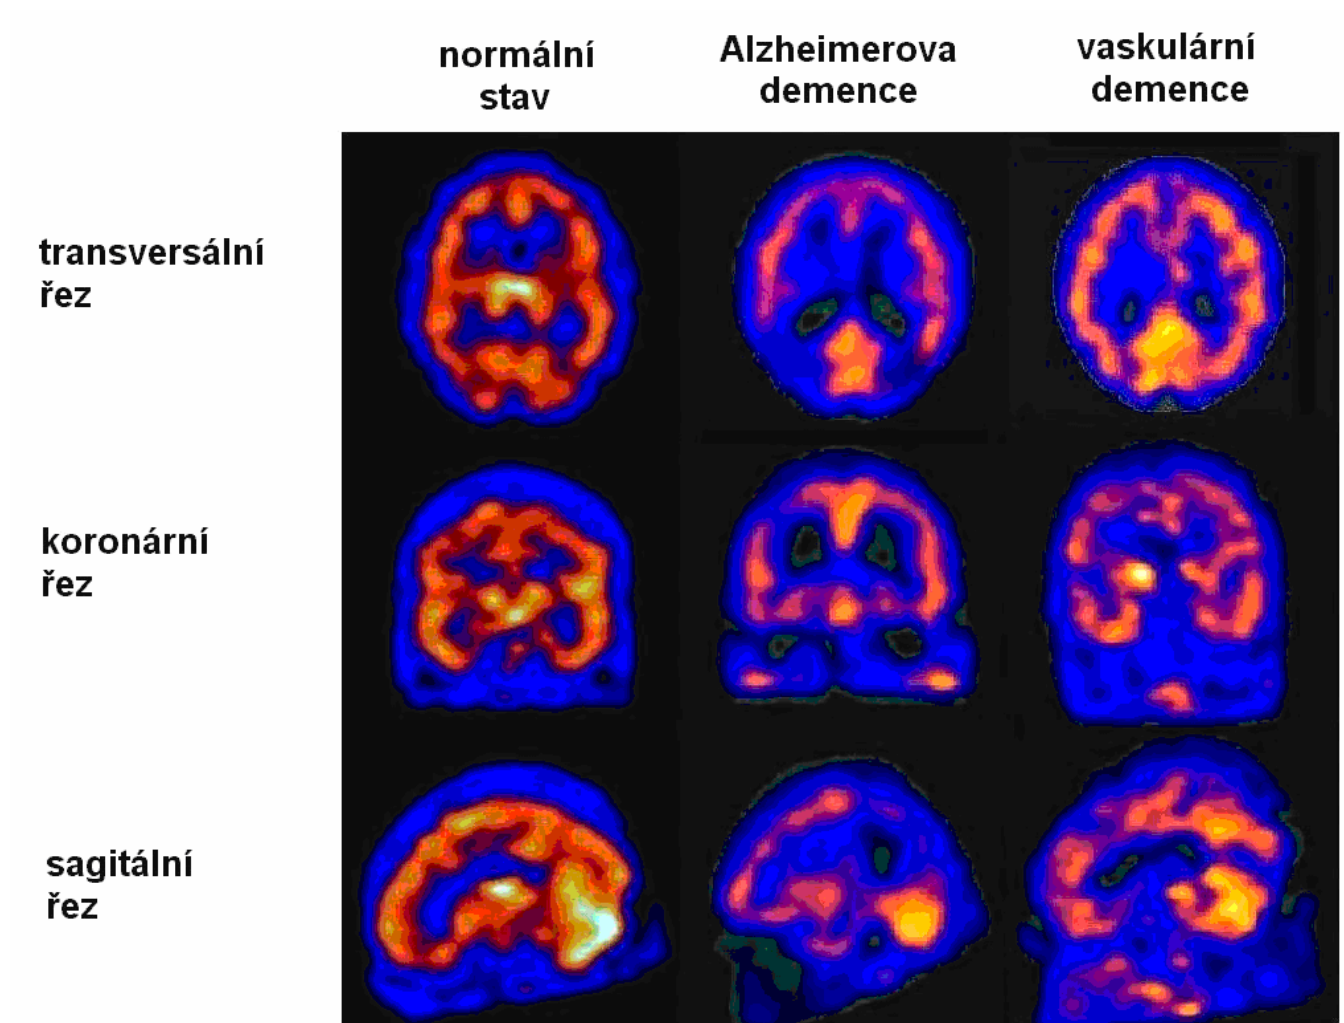 normální
stav
Alzheimerova
demence
vaskulární
demence
transversální
řez
koronární
řez
sagitální
řez